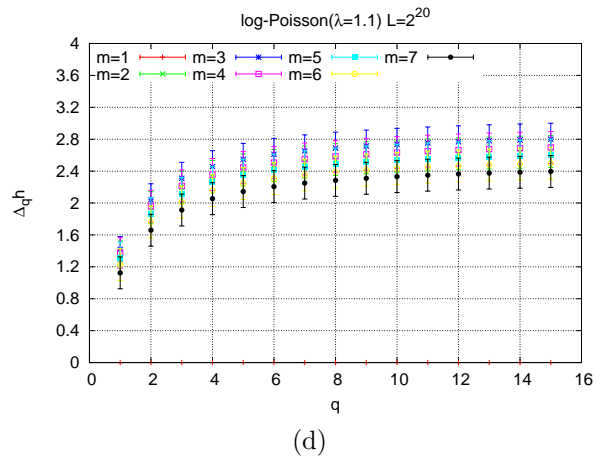 log-Poisson(λ=1.1) L=2^20
m=1 m=3 m=5 m=7
m=2 m=4 m=6
4
3.6
3.2
2.8
2.4
2
1.6
1.2
0.8
0.4
0
Δqh
0 2 4 6 8 10 12 14 16
q
(d)